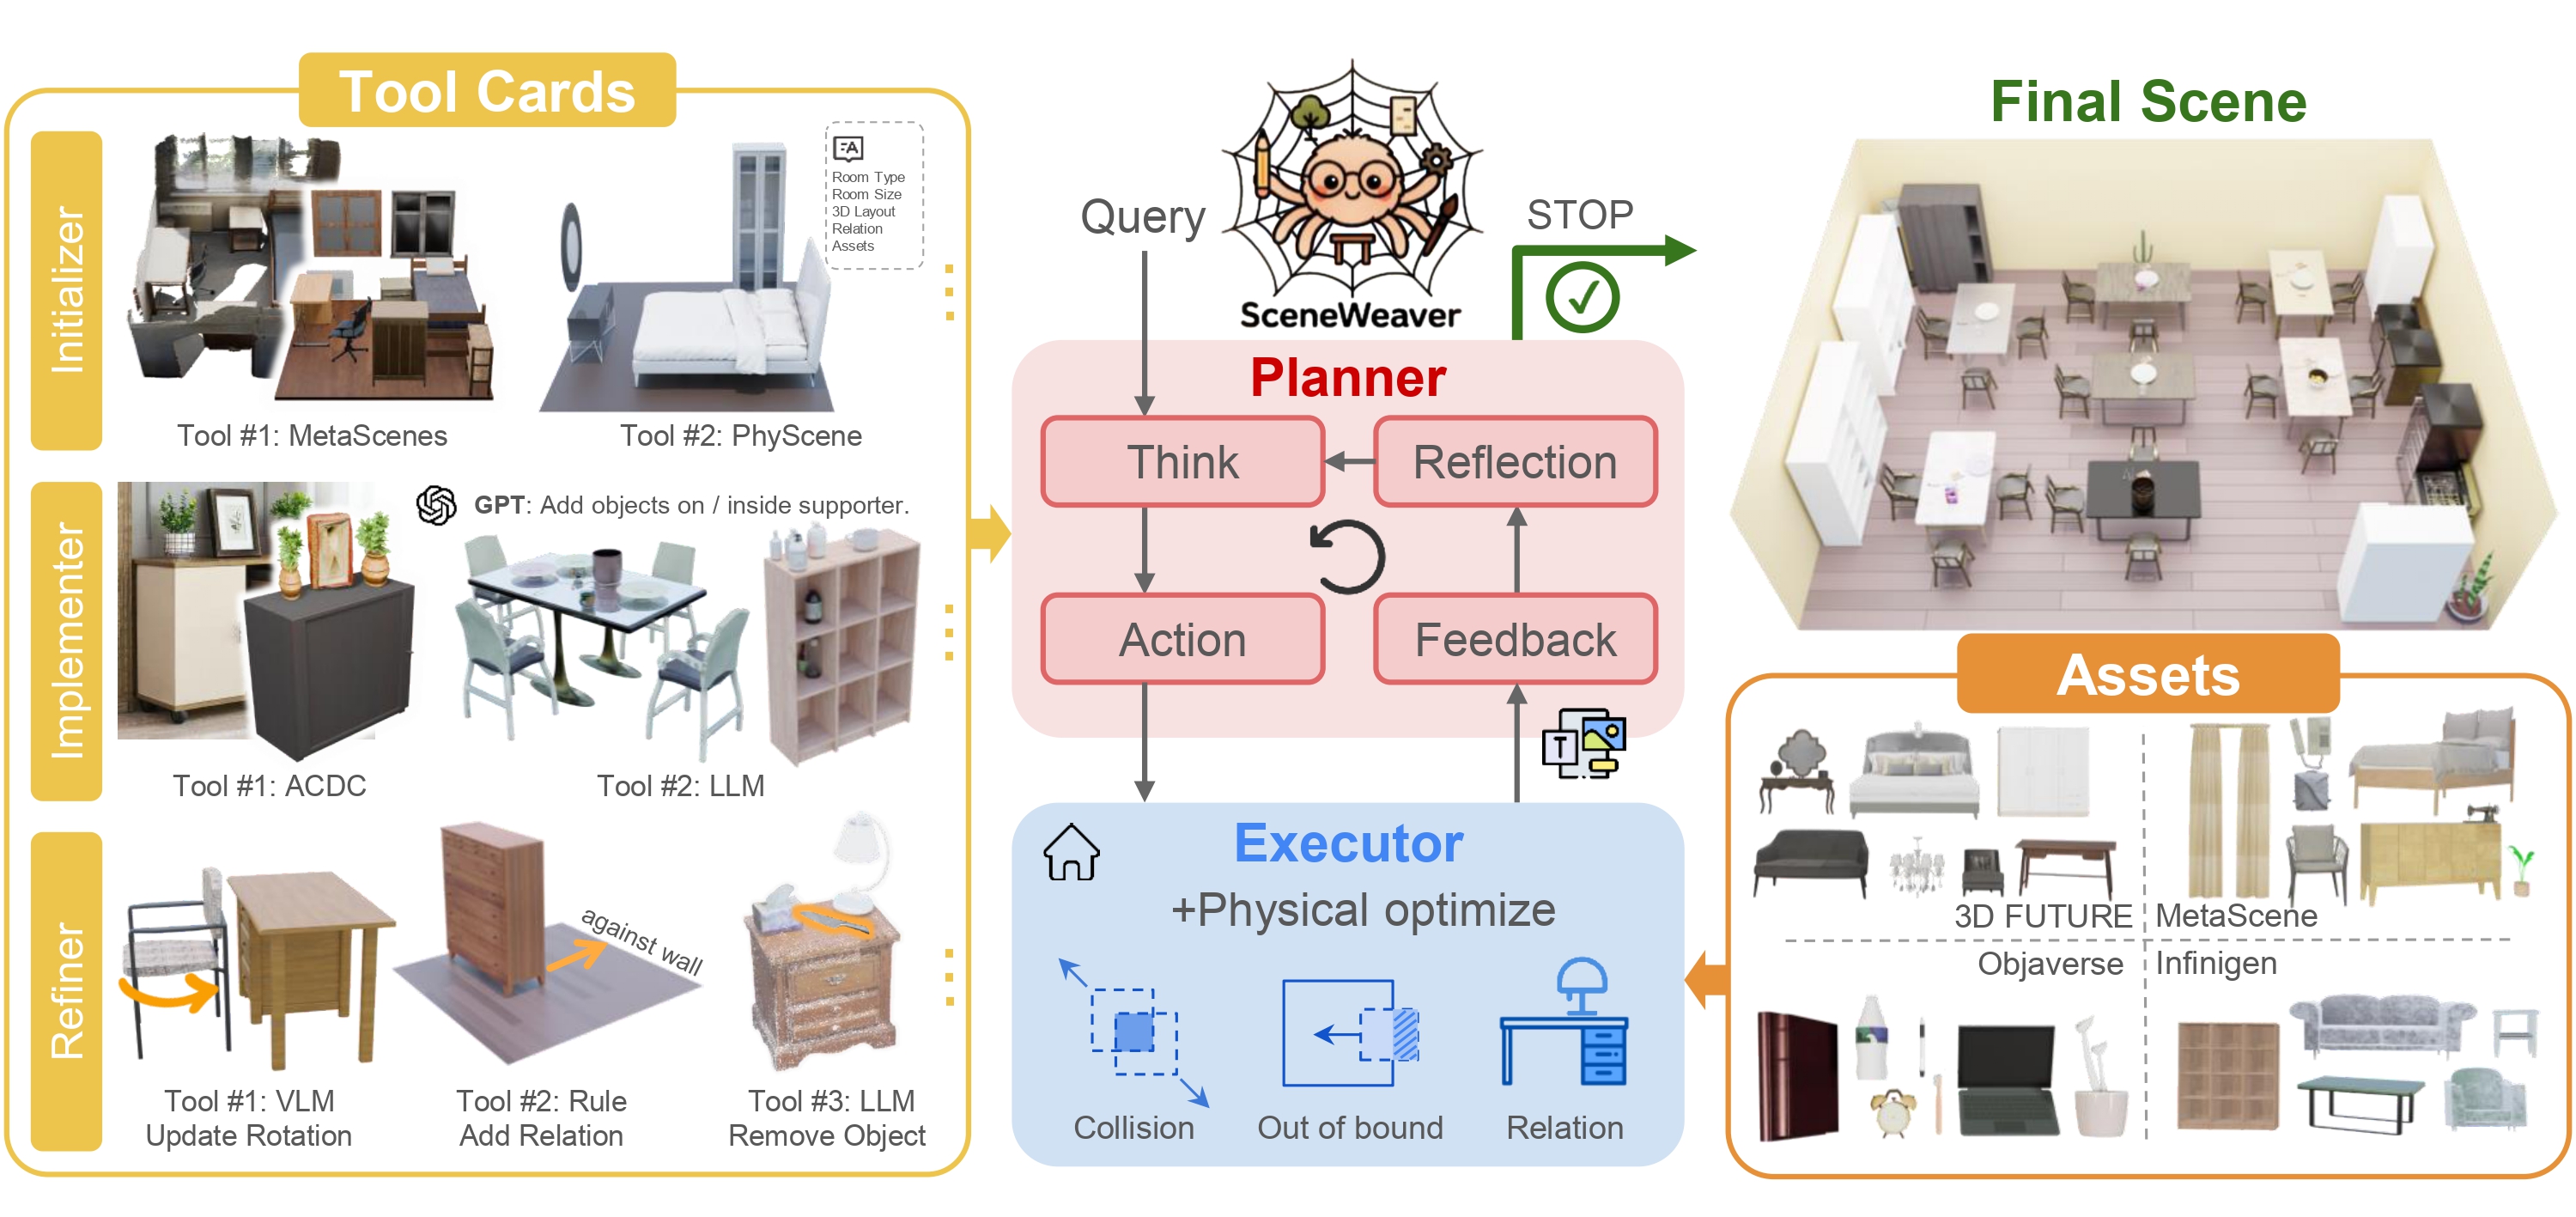 Tool Cards
Initializer
Room Type
Room Size
3D Layout
Relation
Assets
Tool #1: MetaScenes
Tool #2: PhyScene
Implementer
GPT: Add objects on / inside supporter.
Tool #1: ACDC
Tool #2: LLM
Refiner
against wall
Tool #1: VLM
Update Rotation
Tool #2: Rule
Add Relation
Tool #3: LLM
Remove Object
Query
SceneWeaver
STOP
Planner
Think
Reflection
Action
Feedback
T
Executor
+Physical optimize
Collision
Out of bound
Relation
Final Scene
Assets
3D FUTURE
MetaScene
Objaverse
Infinigen